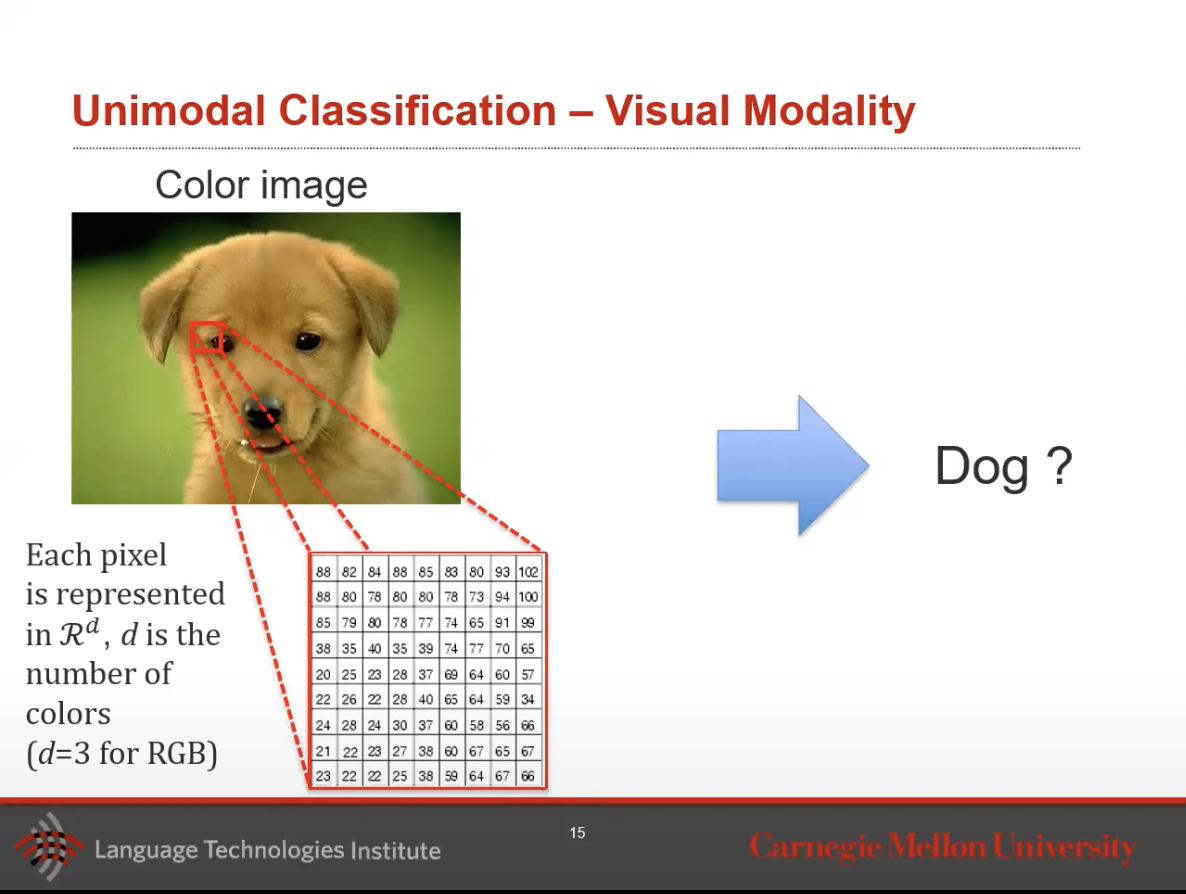 Unimodal Classification – Visual Modality
Color image
Dog ?
Each pixel
is represented
in ℛᵈ, d is the
number of
colors
(d=3 for RGB)
88 82 84 88 85 83 80 93 102
88 80 78 80 80 78 73 94 100
85 79 80 78 77 74 65 91 99
38 35 40 35 39 74 77 70 65
20 25 23 28 37 69 64 60 57
22 26 22 28 40 65 64 59 34
24 28 24 30 37 60 58 56 66
21 22 23 27 38 60 67 65 67
23 22 22 25 38 59 64 67 66
Language Technologies Institute
15
Carnegie Mellon University